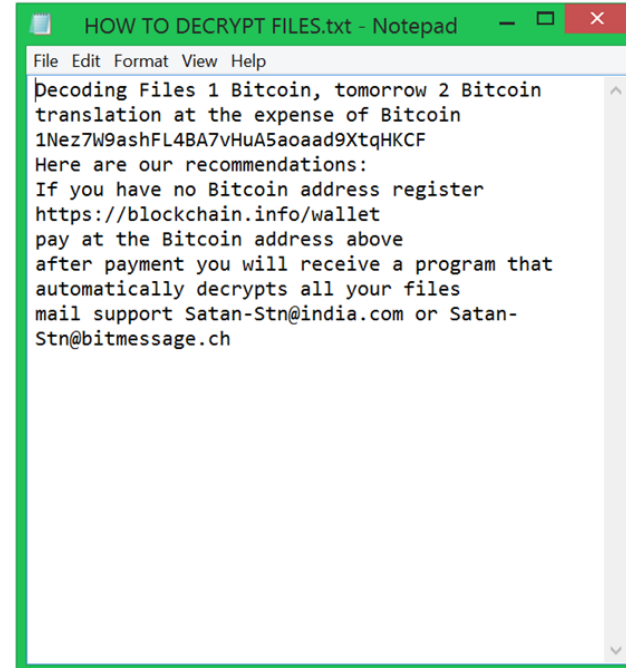 HOW TO DECRYPT FILES.txt - Notepad
File Edit Format View Help
Decoding Files 1 Bitcoin, tomorrow 2 Bitcoin
translation at the expense of Bitcoin
1Nez7W9ashFL4BA7vHuA5aoaad9XtqHKCF
Here are our recommendations:
If you have no Bitcoin address register
https://blockchain.info/wallet
pay at the Bitcoin address above
after payment you will receive a program that
automatically decrypts all your files
mail support Satan-Stn@india.com or Satan-
Stn@bitmessage.ch